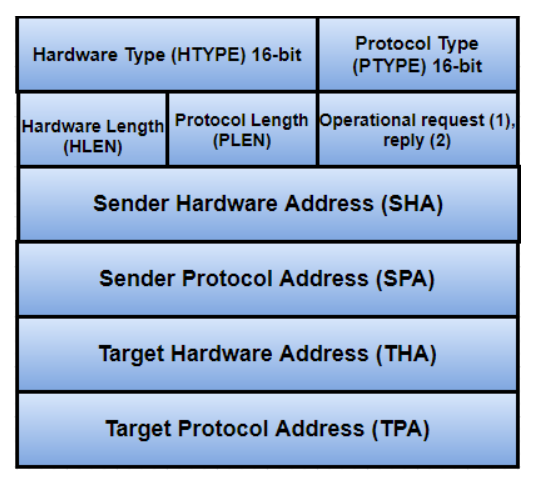 Hardware Type (HTYPE) 16-bit
Protocol Type
(PTYPE) 16-bit
Hardware Length
(HLEN)
Protocol Length
(PLEN)
Operational request (1),
reply (2)
Sender Hardware Address (SHA)
Sender Protocol Address (SPA)
Target Hardware Address (THA)
Target Protocol Address (TPA)